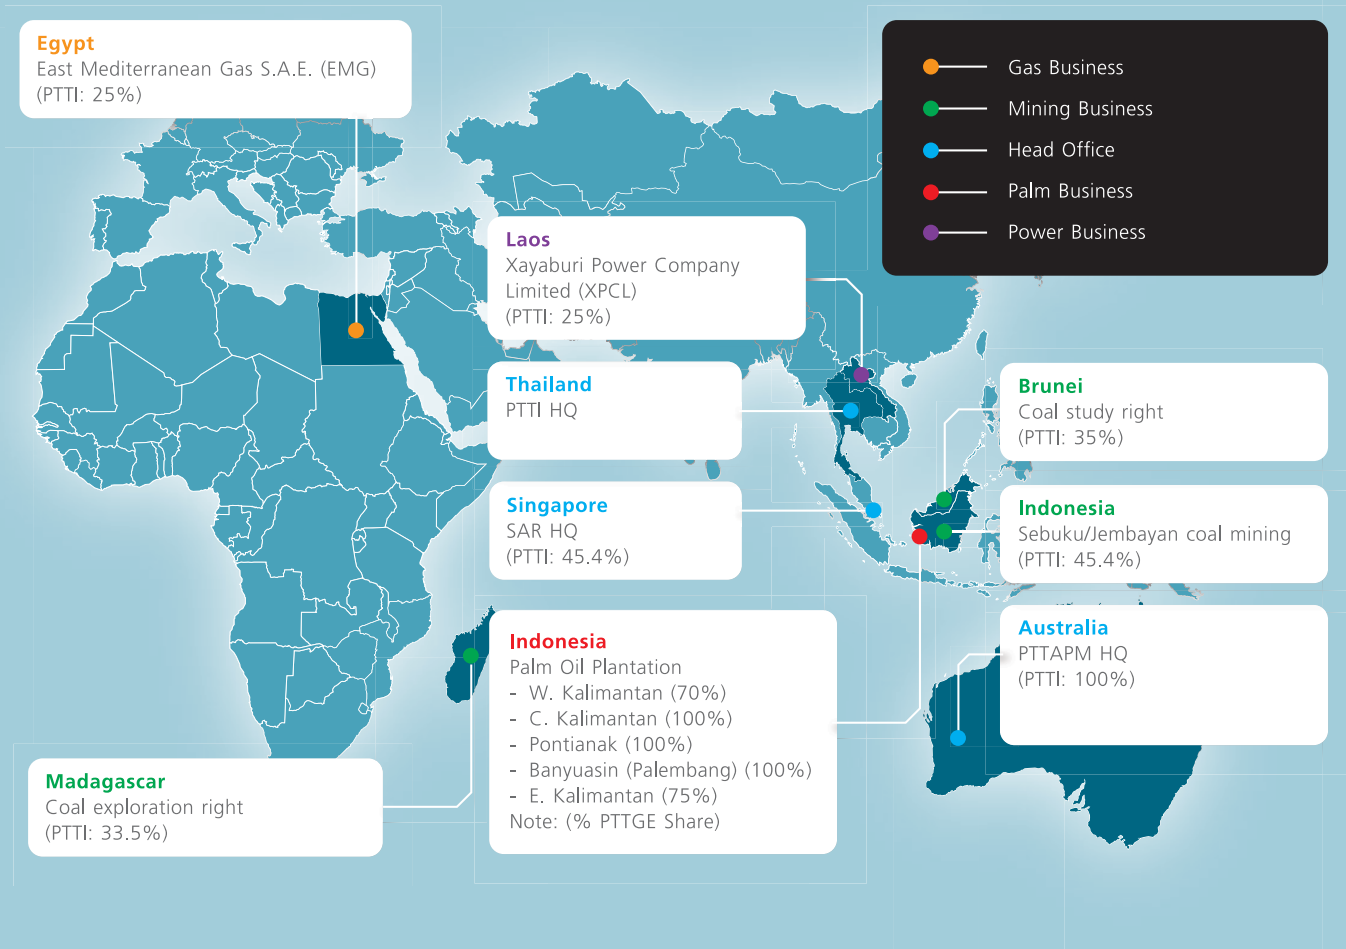 Egypt
East Mediterranean Gas S.A.E. (EMG)
(PTTI: 25%)
Gas Business
Mining Business
Head Office
Palm Business
Power Business
Laos
Xayaburi Power Company
Limited (XPCL)
(PTTI: 25%)
Thailand
PTTI HQ
Brunei
Coal study right
(PTTI: 35%)
Singapore
SAR HQ
(PTTI: 45.4%)
Indonesia
Sebuku/Jembayan coal mining
(PTTI: 45.4%)
Indonesia
Palm Oil Plantation
- W. Kalimantan (70%)
- C. Kalimantan (100%)
- Pontianak (100%)
- Banyuasin (Palembang) (100%)
- E. Kalimantan (75%)
Note: (% PTTGE Share)
Australia
PTTAPM HQ
(PTTI: 100%)
Madagascar
Coal exploration right
(PTTI: 33.5%)